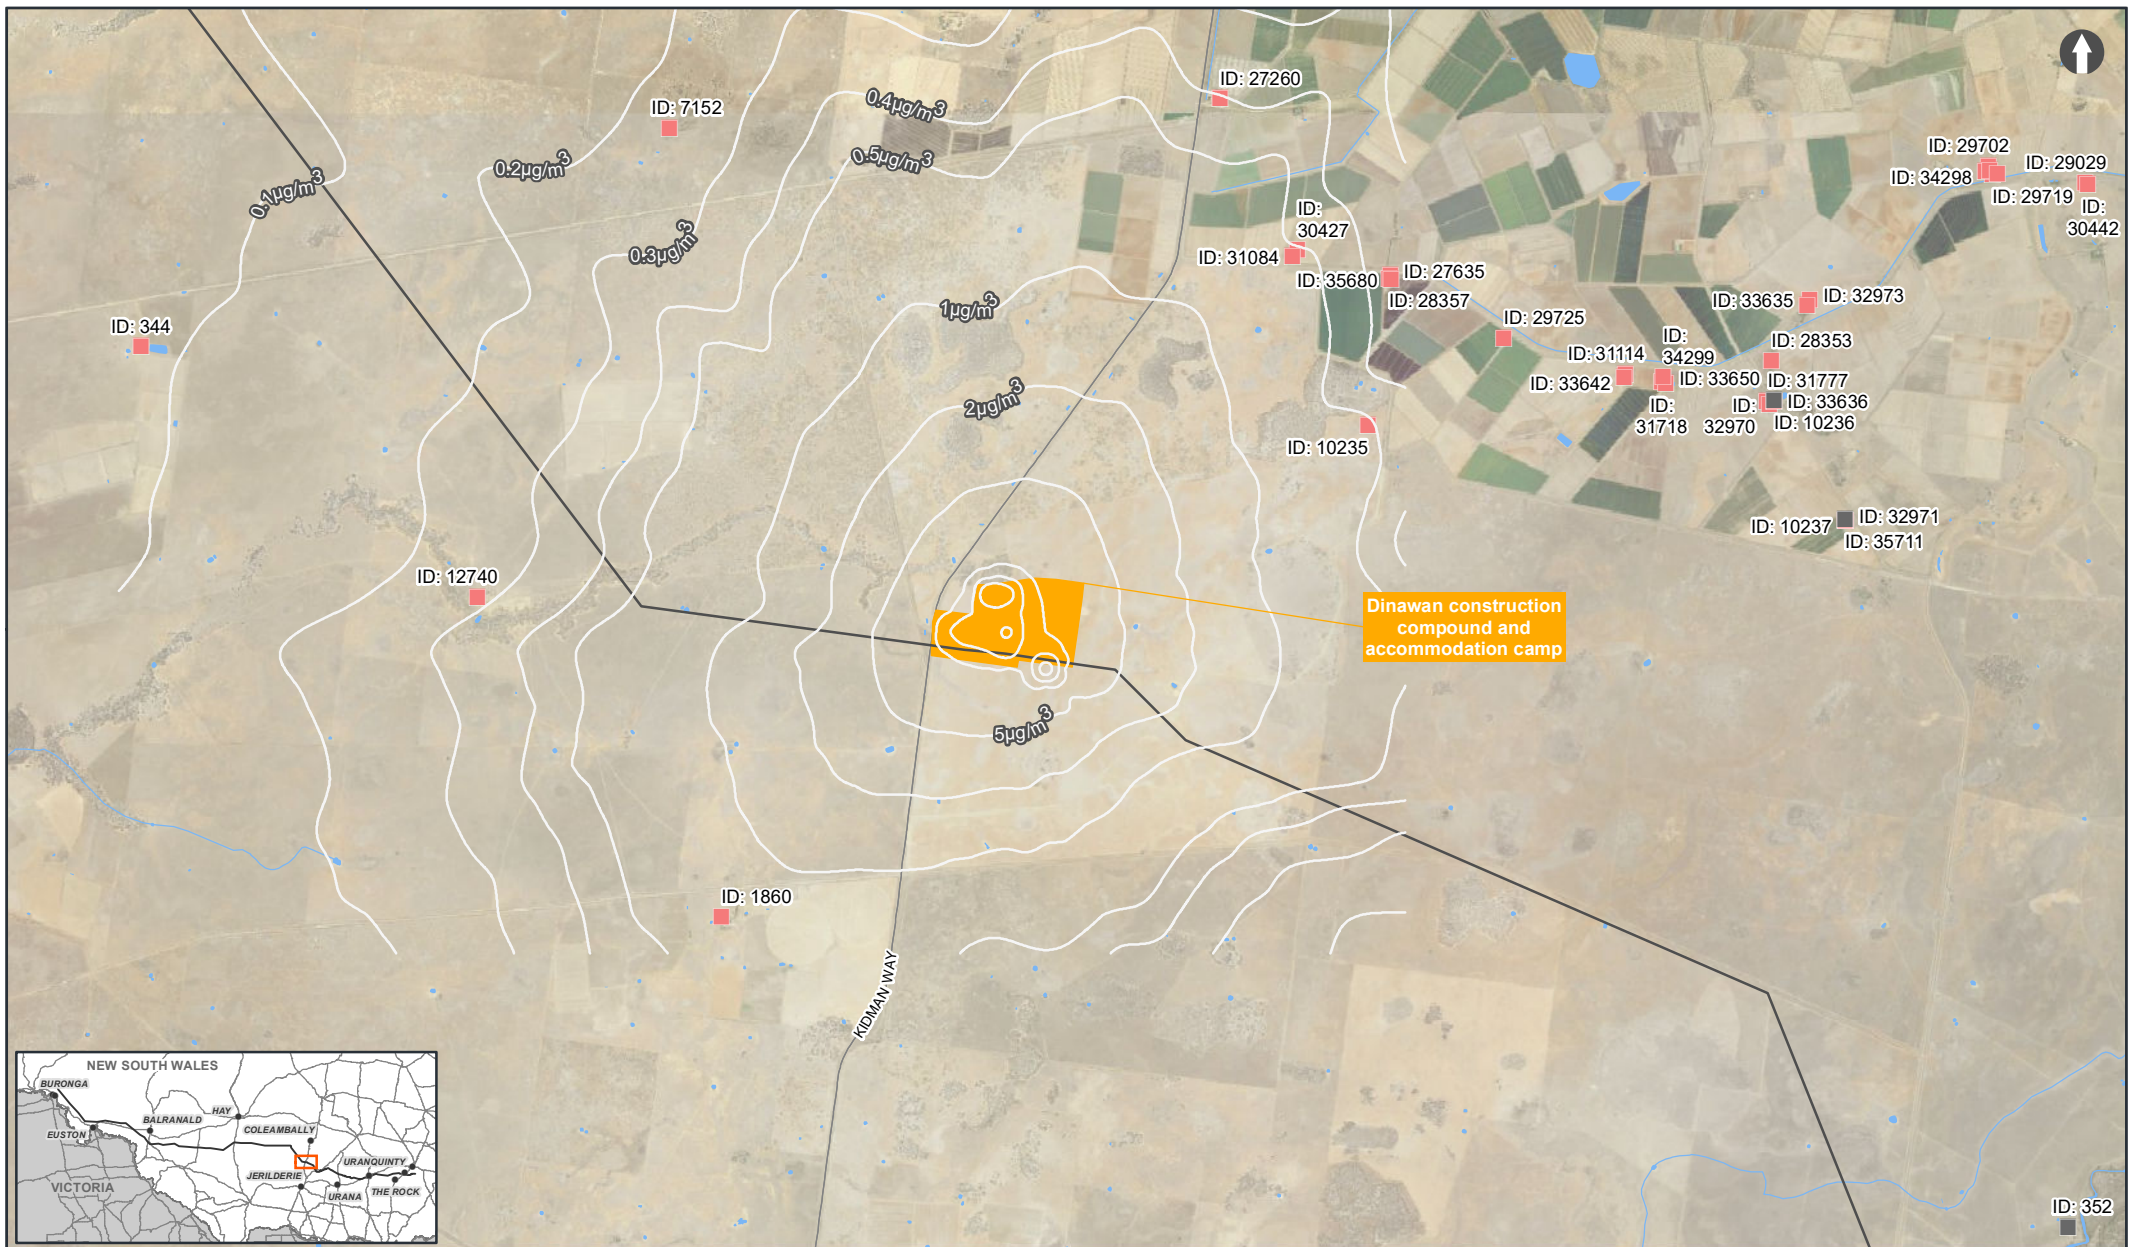 ID: 27260
ID: 7152
0.4µg/m3
0.5µg/m3
0.2µg/m3
0.1µg/m3
0.3µg/m3
ID: 29702
ID: 29029
ID: 34298
ID: 29719
ID:
30442
ID:
30427
ID: 31084
ID: 35680
ID: 27635
ID: 28357
ID: 33635
ID: 32973
1µg/m3
ID: 344
ID: 29725
ID:
34299
ID: 28353
ID: 31114
ID: 33642
ID: 33650
ID: 31777
ID: 33636
ID:
31718
ID:
32970
ID: 10236
2µg/m3
ID: 10235
ID: 10237
ID: 32971
ID: 35711
ID: 12740
Dinawan construction
compound and
accommodation camp
5µg/m3
ID: 1860
KIDMAN WAY
NEW SOUTH WALES
BURONGA
BALRANALD
HAY
EUSTON
COLEAMBALLY
URANQUINTY
JERILDERIE
VICTORIA
URANA
THE ROCK
ID: 352